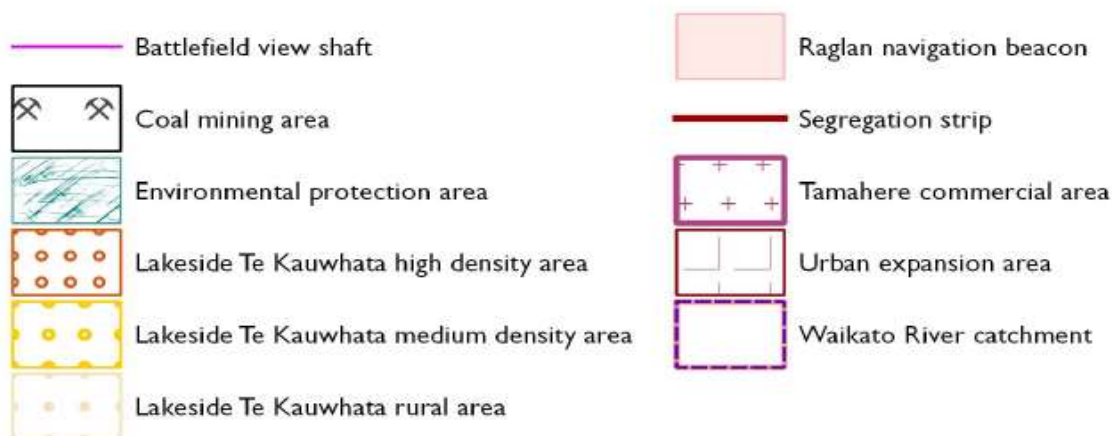 Battlefield view shaft
Coal mining area
Environmental protection area
Lakeside Te Kauwhata high density area
Lakeside Te Kauwhata medium density area
Lakeside Te Kauwhata rural area
Raglan navigation beacon
Segregation strip
Tamahere commercial area
Urban expansion area
Waikato River catchment